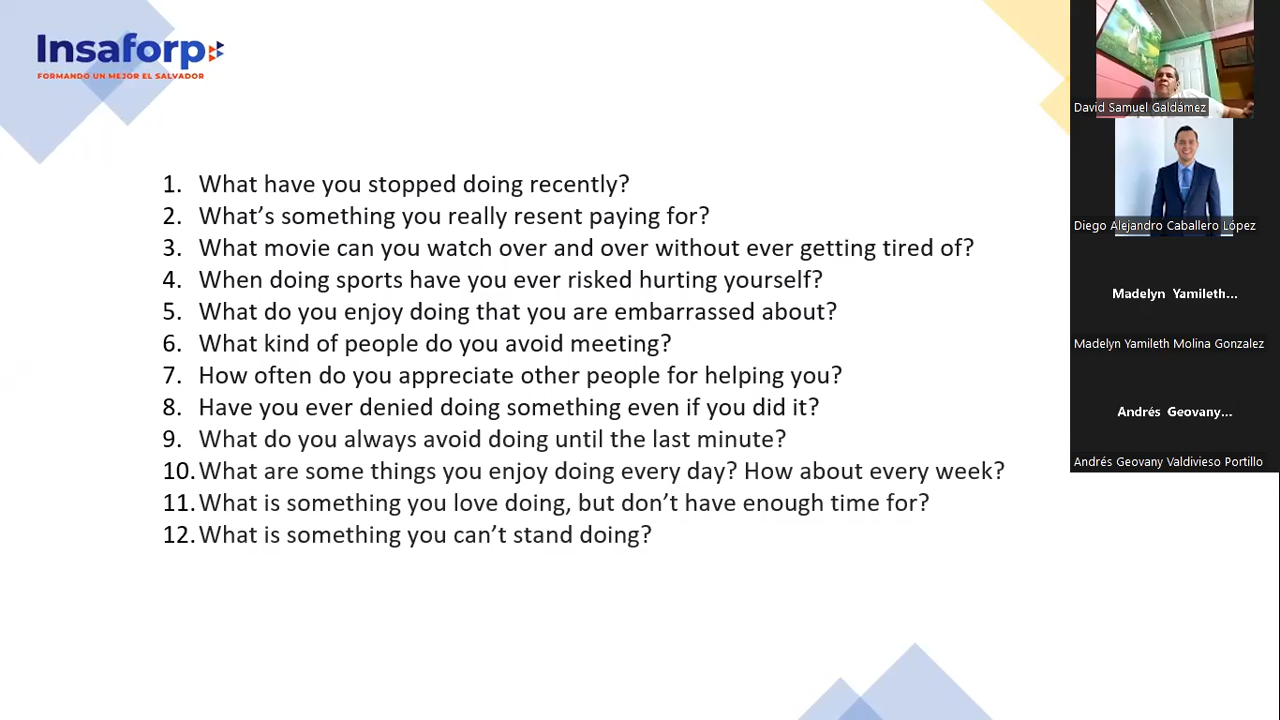 Insaforp
FORMANDO UN MEJOR EL SALVADOR
1. What have you stopped doing recently?
2. What’s something you really resent paying for?
3. What movie can you watch over and over without ever getting tired of?
4. When doing sports have you ever risked hurting yourself?
5. What do you enjoy doing that you are embarrassed about?
6. What kind of people do you avoid meeting?
7. How often do you appreciate other people for helping you?
8. Have you ever denied doing something even if you did it?
9. What do you always avoid doing until the last minute?
10. What are some things you enjoy doing every day? How about every week?
11. What is something you love doing, but don’t have enough time for?
12. What is something you can’t stand doing?
David Samuel Galdámez
Diego Alejandro Caballero López
Madelyn Yamileth...
Madelyn Yamileth Molina Gonzalez
Andrés Geovany...
Andrés Geovany Valdivieso Portillo